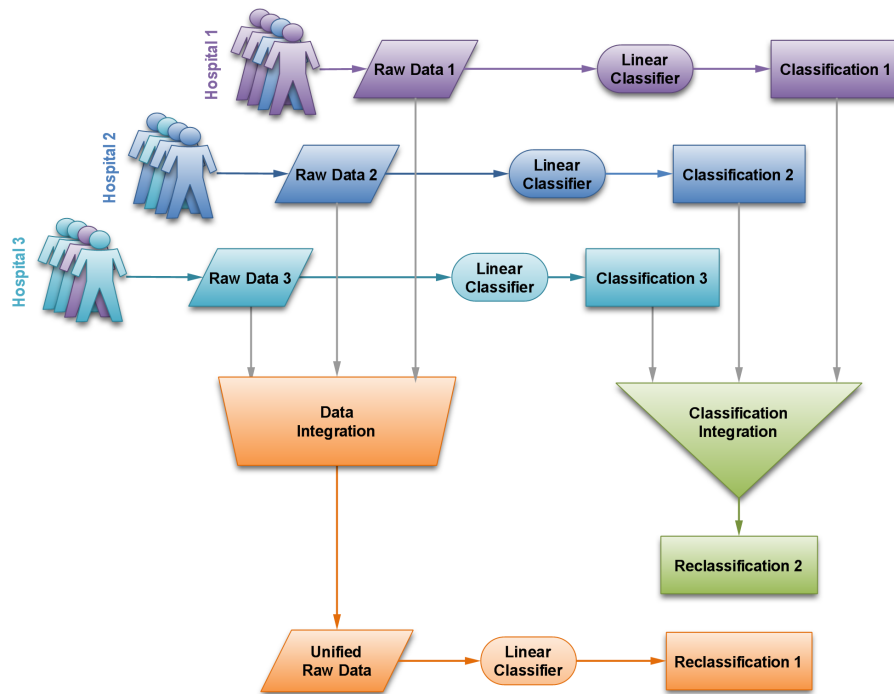 Hospital 1
Raw Data 1
Linear
Classifier
Classification 1
Hospital 2
Raw Data 2
Linear
Classifier
Classification 2
Hospital 3
Raw Data 3
Linear
Classifier
Classification 3
Data
Integration
Classification
Integration
Reclassification 2
Unified
Raw Data
Linear
Classifier
Reclassification 1